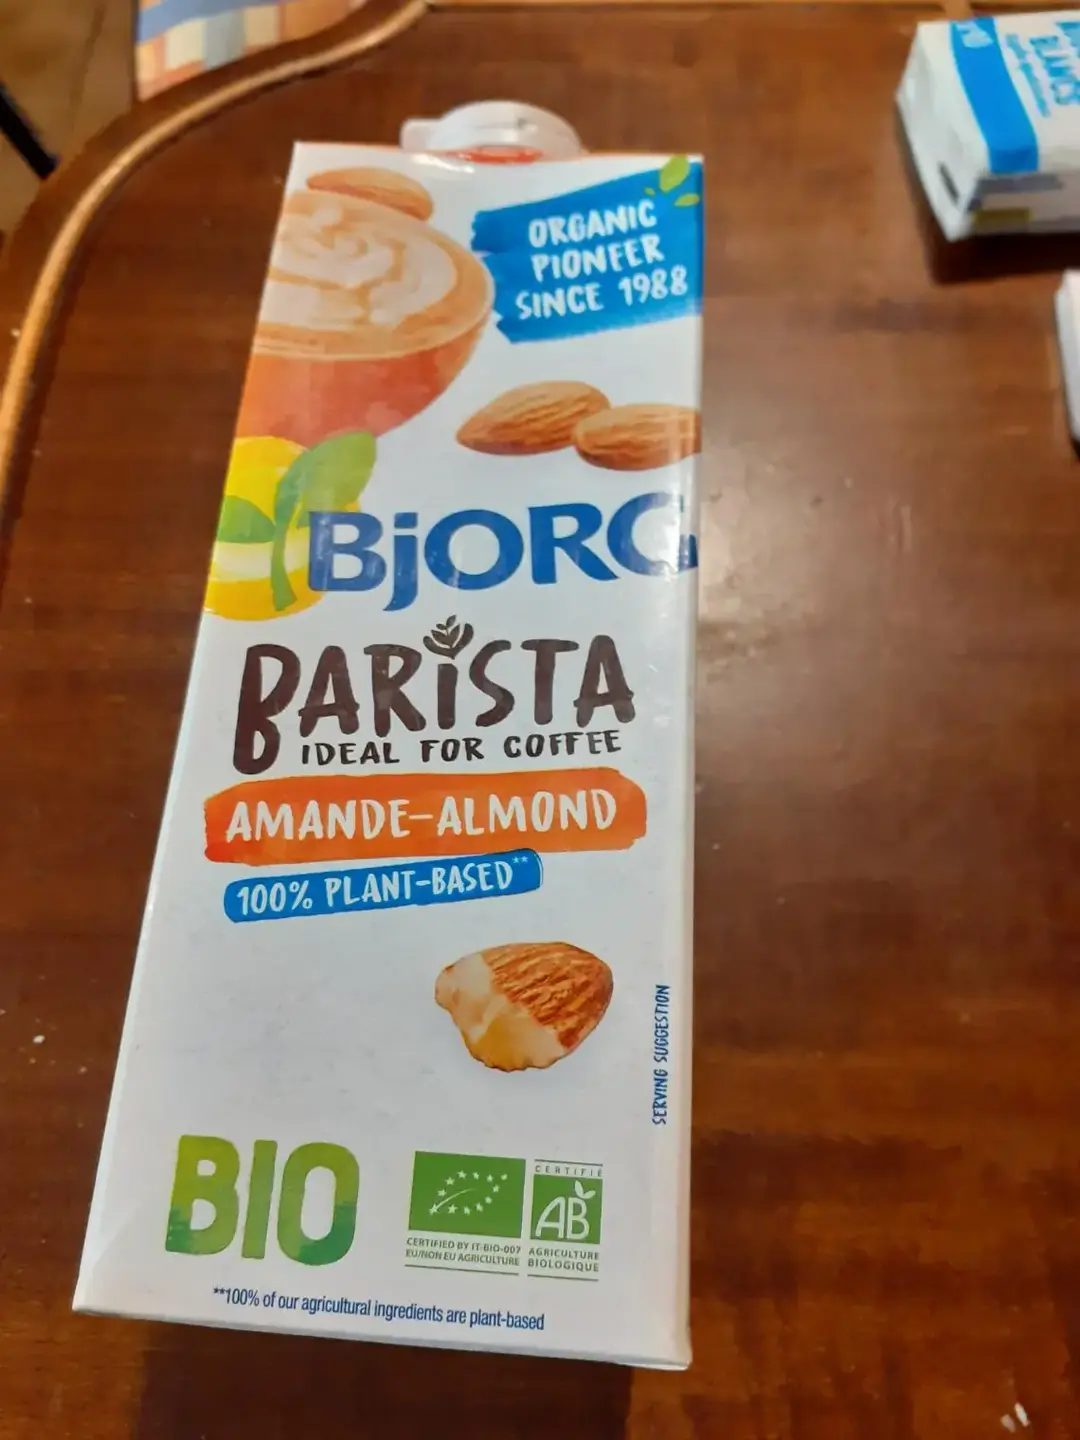 ORGANIC
PIONEER
SINCE 1988
BJORG
BARISTA
IDEAL FOR COFFEE
AMANDE-ALMOND
100% PLANT-BASED**
SERVING SUGGESTION
BIO
CERTIFIÉ
AB
CERTIFIED BY IT-BIO-007
EU/NON EU AGRICULTURE
AGRICULTURE
BIOLOGIQUE
**100% of our agricultural ingredients are plant-based